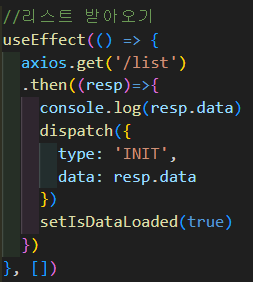 //리스트 받아오기
useEffect(() => {
  axios.get('/list')
  .then((resp)=>{
    console.log(resp.data)
    dispatch({
      type: 'INIT',
      data: resp.data
    })
    setIsDataLoaded(true)
  })
}, [])